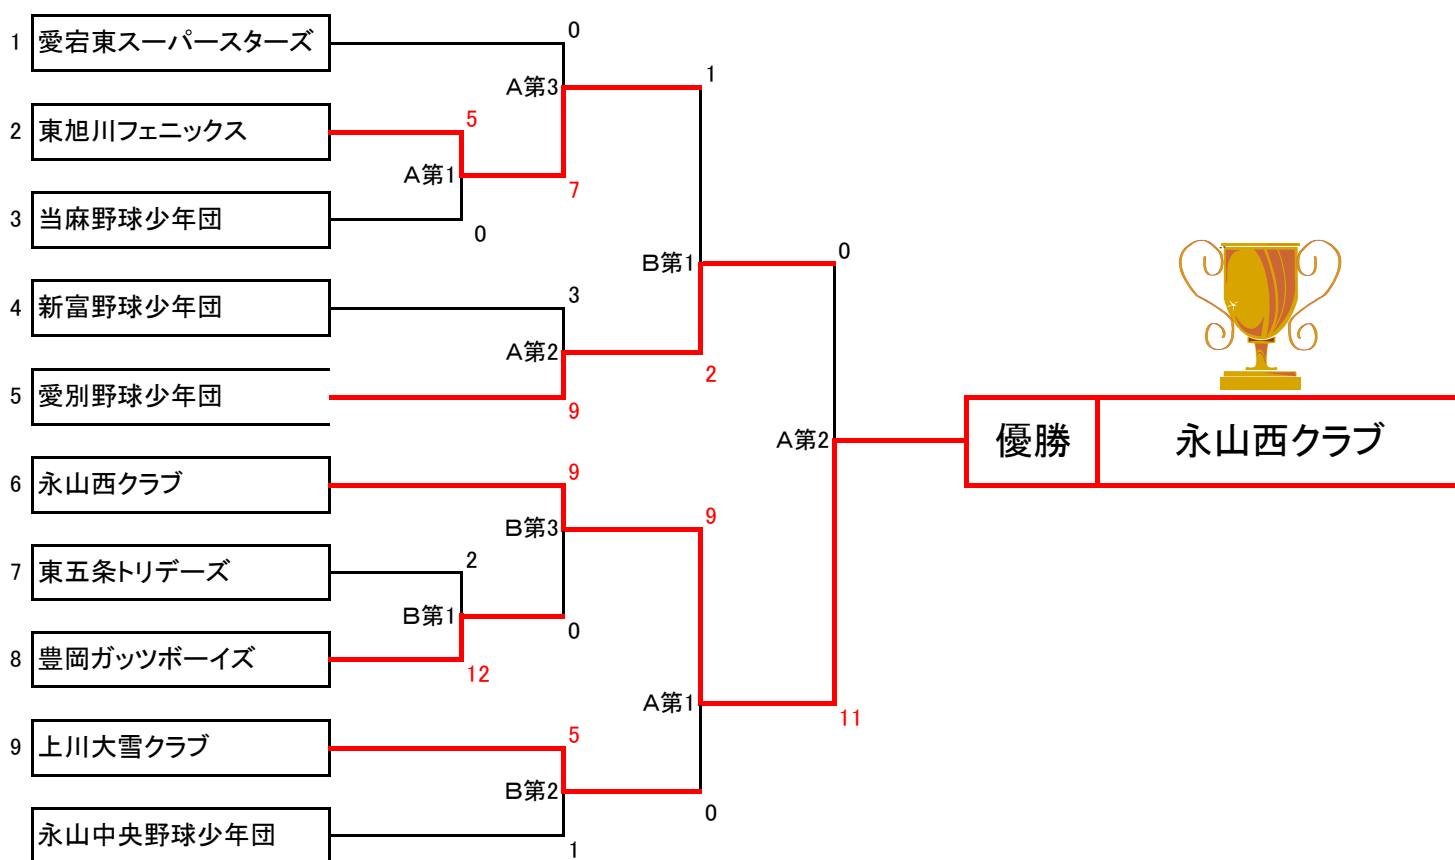 0
1 愛宕東スーパースターズ
1
A第3
5
2 東旭川フェニックス
A第1
7
3 当麻野球少年団
0
0
B第1
3
4 新富野球少年団
A第2
2
5 愛別野球少年団
9
A第2
優勝 永山西クラブ
9
6 永山西クラブ
9
B第3
2
7 東五条トリデーズ
B第1
0
8 豊岡ガッツボーイズ
12
A第1
11
5
9 上川大雪クラブ
B第2
0
永山中央野球少年団
1